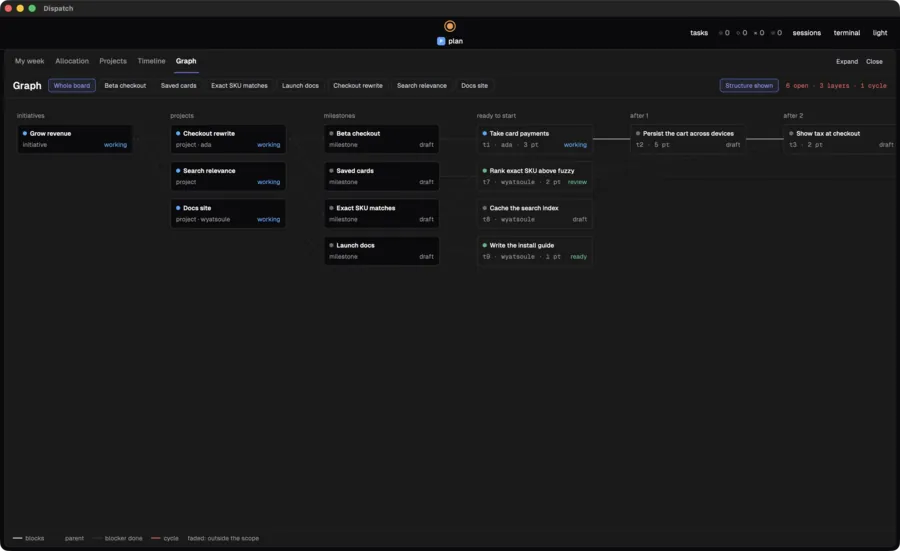 Dispatch
plan
tasks 0 0 0 0 sessions terminal light
My week Allocation Projects Timeline Graph Expand Close
Graph Whole board Beta checkout Saved cards Exact SKU matches Launch docs Checkout rewrite Search relevance Docs site Structure shown 6 open · 3 layers · 1 cycle
initiatives projects milestones ready to start after 1 after 2
Grow revenue
initiative working
Checkout rewrite
project · ada working
Search relevance
project working
Docs site
project · wyatsoule working
Beta checkout
milestone draft
Saved cards
milestone draft
Exact SKU matches
milestone draft
Launch docs
milestone draft
Take card payments
t1 · ada · 3 pt working
Rank exact SKU above fuzzy
t7 · wyatsoule · 2 pt review
Cache the search index
t8 · wyatsoule draft
Write the install guide
t9 · wyatsoule · 1 pt ready
Persist the cart across devices
t2 · 5 pt draft
Show tax at checkout
t3 · 2 pt draft
blocks parent blocker done cycle faded: outside the scope